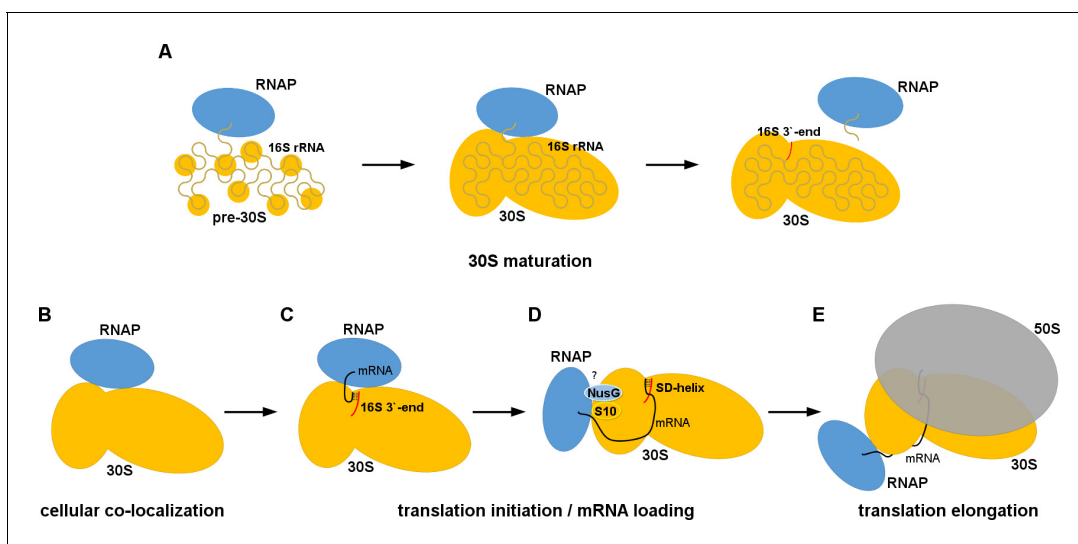 A
RNAP
16S rRNA
pre-30S
RNAP
16S rRNA
30S
RNAP
16S 3`-end
30S
30S maturation
B
RNAP
30S
cellular co-localization
C
RNAP
mRNA
16S 3`-end
30S
D
RNAP
?
NusG
S10
SD-helix
mRNA
30S
translation initiation / mRNA loading
E
50S
mRNA
30S
RNAP
translation elongation